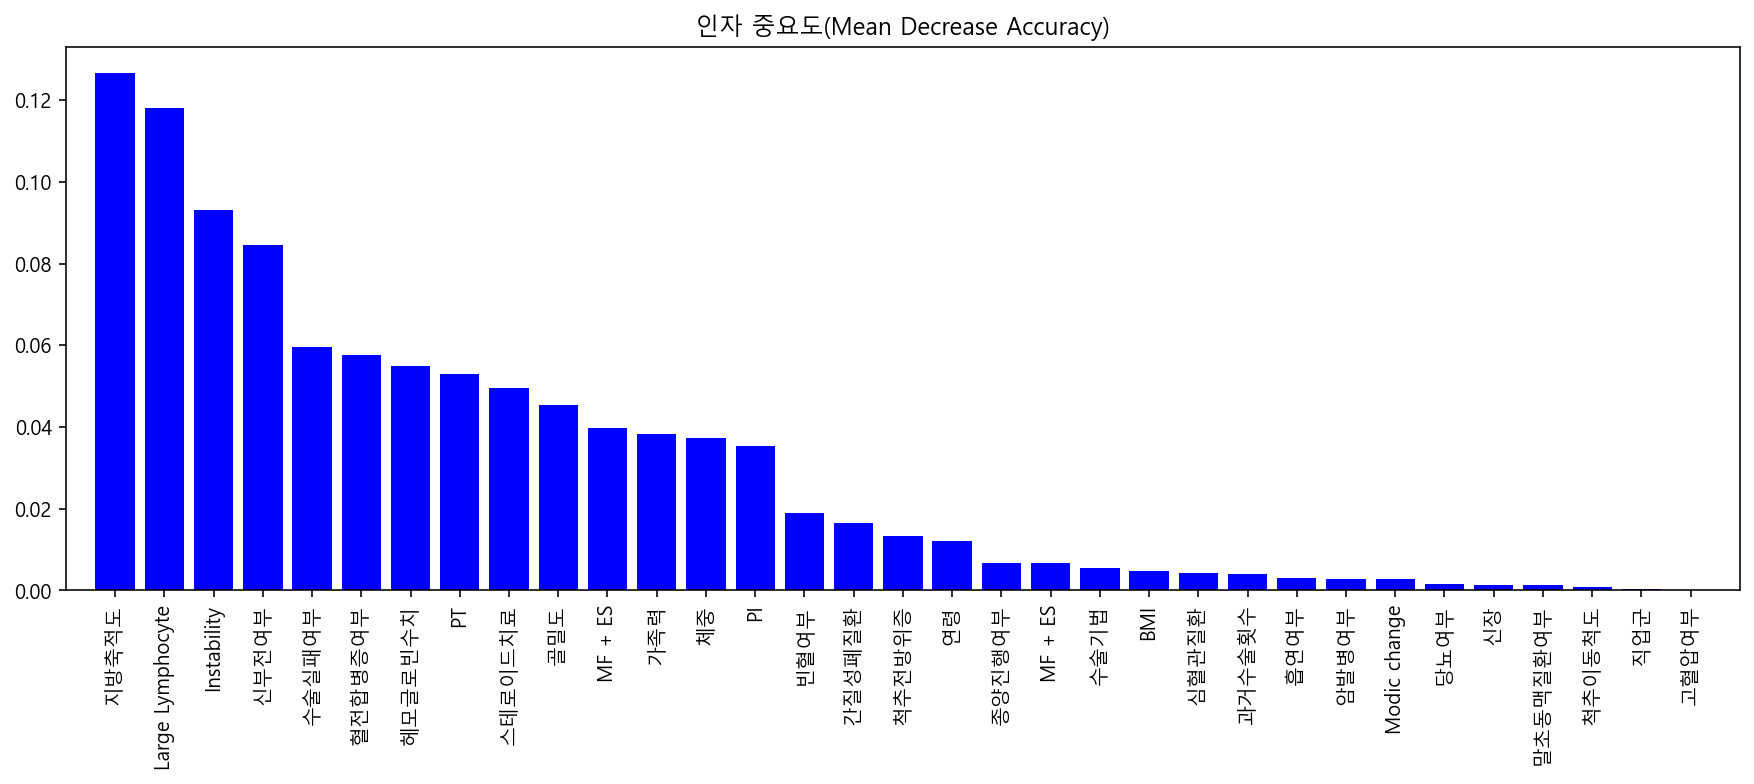 인자 중요도(Mean Decrease Accuracy)
0.12
0.10
0.08
0.06
0.04
0.02
0.00
지방축적도
Large Lymphocyte
Instability
신부전여부
수술실패여부
혈전합병증여부
헤모글로빈수치
PT
스테로이드치료
골밀도
MF + ES
가족력
체중
PI
빈혈여부
간질성폐질환
척추전방위증
연령
종양진행여부
MF + ES
수술기법
BMI
심혈관질환
과거수술횟수
흡연여부
암발병여부
Modic change
당뇨여부
신장
말초동맥질환여부
척추이동척도
직업군
고혈압여부